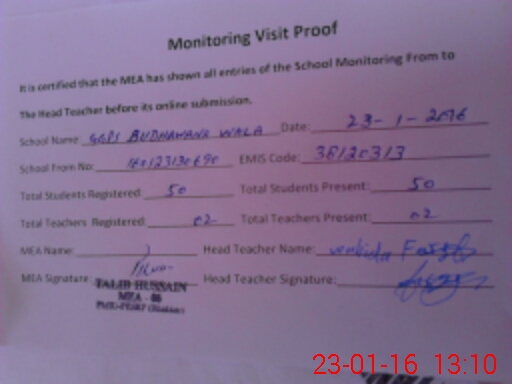 Monitoring Visit Proof
It is certified that the MEA has shown all entries of the School Monitoring From to
The Head Teacher before its online submission.
School Name: GGPS BUDHAWANA WALA Date: 23-1-2016
School From No: 160123130690 EMIS Code: 36120313
Total Students Registered: 50 Total Students Present: 50
Total Teachers Registered: 02 Total Teachers Present: 02
MEA Name: Head Teacher Name:
MEA Signature: Head Teacher Signature:
TALIB HUSSAIN
MEA - 06
23-01-16 13:10